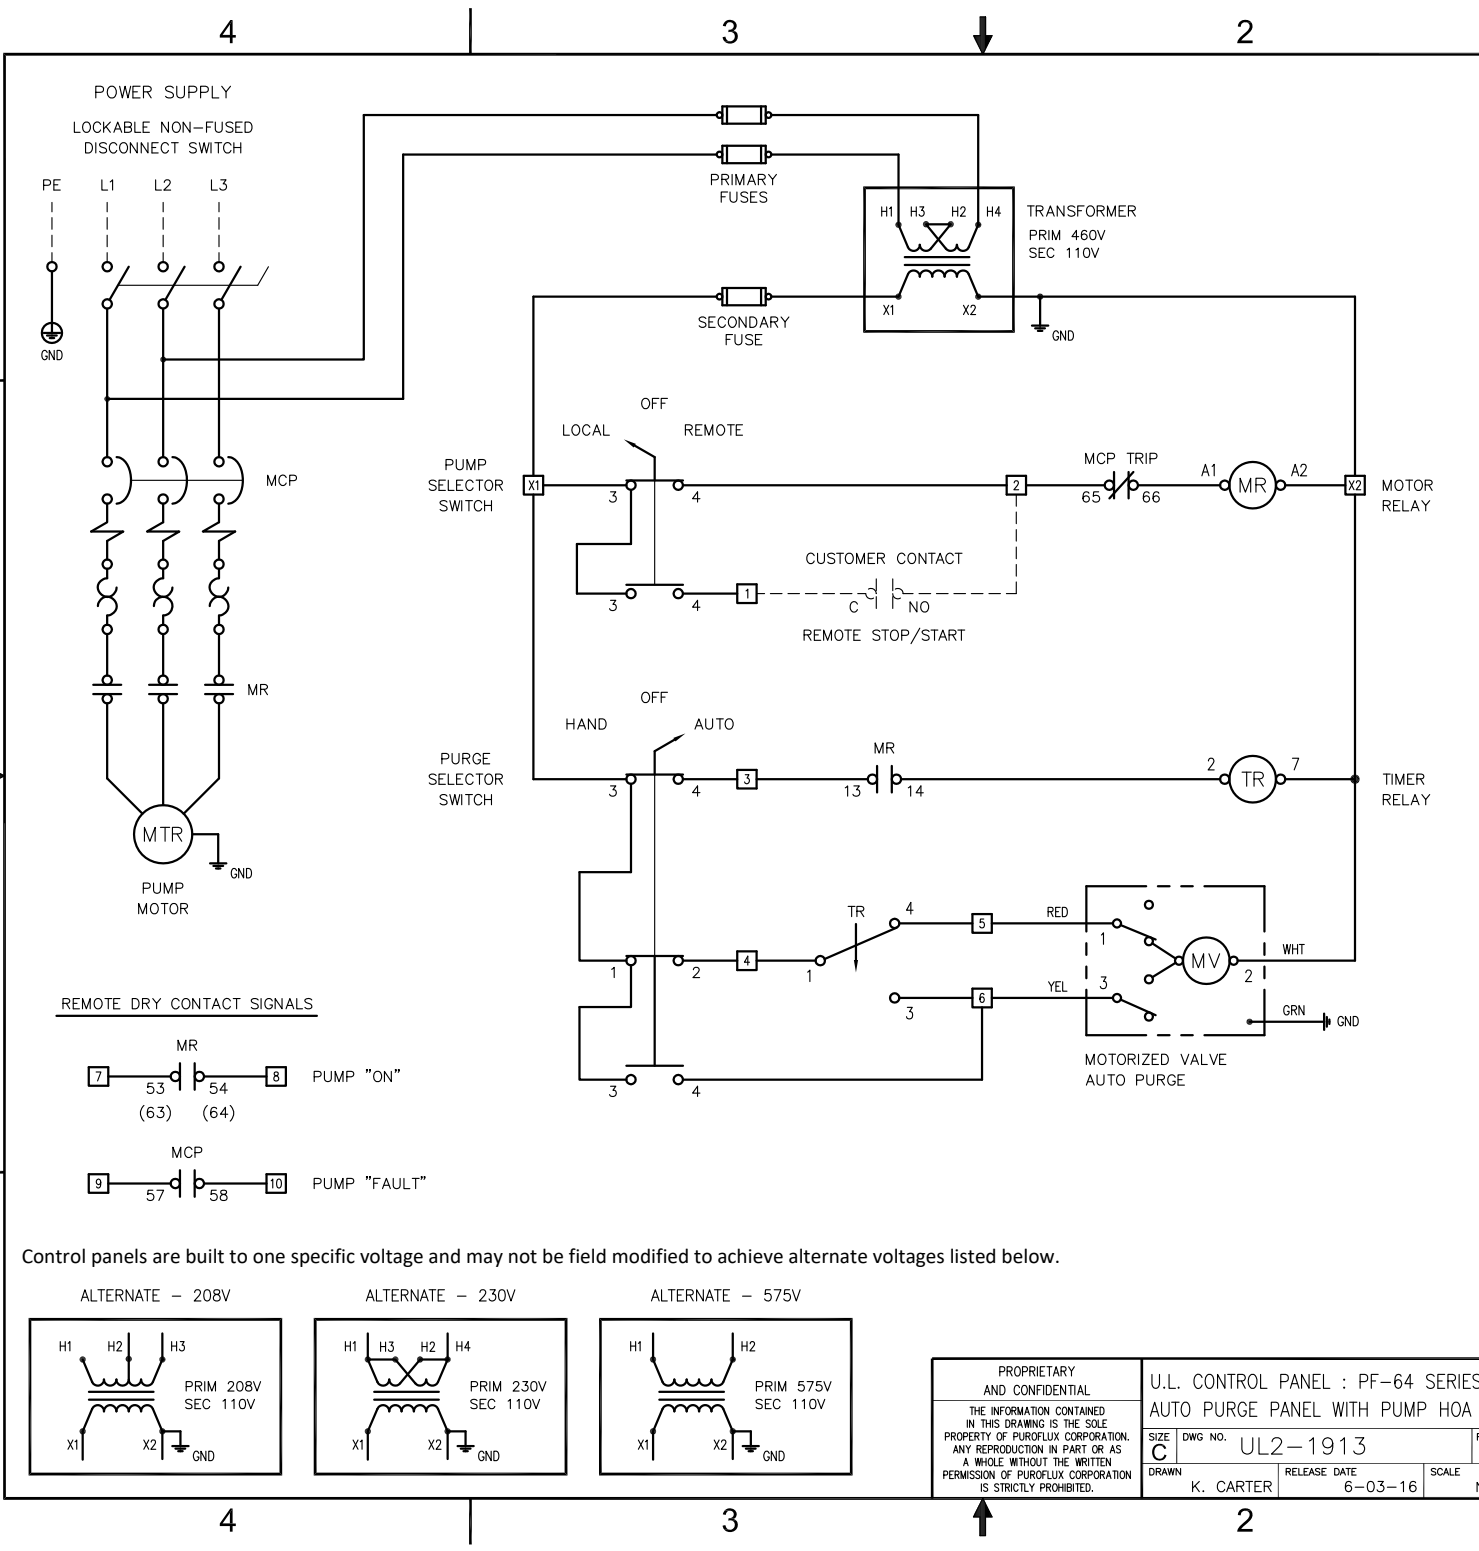 4
3
2
POWER SUPPLY
LOCKABLE NON-FUSED
DISCONNECT SWITCH
PE L1 L2 L3
GND
PRIMARY
FUSES
H1 H3 H2 H4
TRANSFORMER
PRIM 460V
SEC 110V
X1 X2
GND
SECONDARY
FUSE
MCP
OFF
LOCAL REMOTE
PUMP
SELECTOR
SWITCH
X1
3 4
2
MCP TRIP
65 66
A1 MR A2
X2
MOTOR
RELAY
CUSTOMER CONTACT
3 4
1
C NO
REMOTE STOP/START
MR
OFF
HAND AUTO
PURGE
SELECTOR
SWITCH
3 4
3
MR
13 14
2 TR 7
TIMER
RELAY
MTR
GND
PUMP
MOTOR
1 2
4
TR
1 4
3
5
RED
1
MV
2
WHT
6
YEL
3
GRN
GND
3 4
MOTORIZED VALVE
AUTO PURGE
REMOTE DRY CONTACT SIGNALS
MR
7 8 PUMP "ON"
53 54
(63) (64)
MCP
9 10 PUMP "FAULT"
57 58
Control panels are built to one specific voltage and may not be field modified to achieve alternate voltages listed below.
ALTERNATE - 208V
H1 H2 H3
PRIM 208V
SEC 110V
X1 X2
GND
ALTERNATE - 230V
H1 H3 H2 H4
PRIM 230V
SEC 110V
X1 X2
GND
ALTERNATE - 575V
H1 H2
PRIM 575V
SEC 110V
X1 X2
GND
PROPRIETARY
AND CONFIDENTIAL
THE INFORMATION CONTAINED
IN THIS DRAWING IS THE SOLE
PROPERTY OF PUROFLUX CORPORATION.
ANY REPRODUCTION IN PART OR AS
A WHOLE WITHOUT THE WRITTEN
PERMISSION OF PUROFLUX CORPORATION
IS STRICTLY PROHIBITED.
U.L. CONTROL PANEL : PF-64 SERIES
AUTO PURGE PANEL WITH PUMP HOA
SIZE
C
DWG NO.
UL2-1913
DRAWN
K. CARTER
RELEASE DATE
6-03-16
SCALE
4
3
2